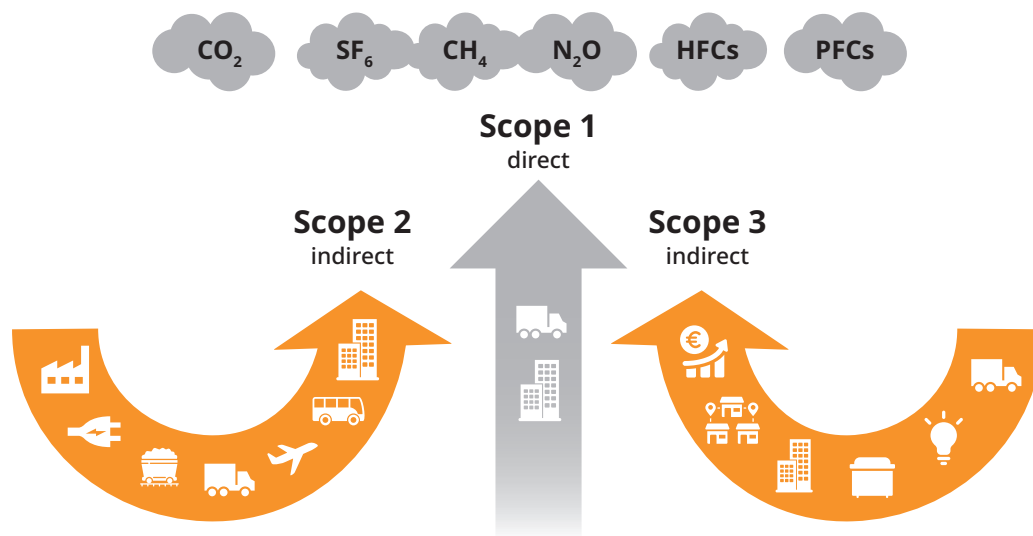 CO₂ SF₆ CH₄ N₂O HFCs PFCs
Scope 1
direct
Scope 2
indirect
Scope 3
indirect
€